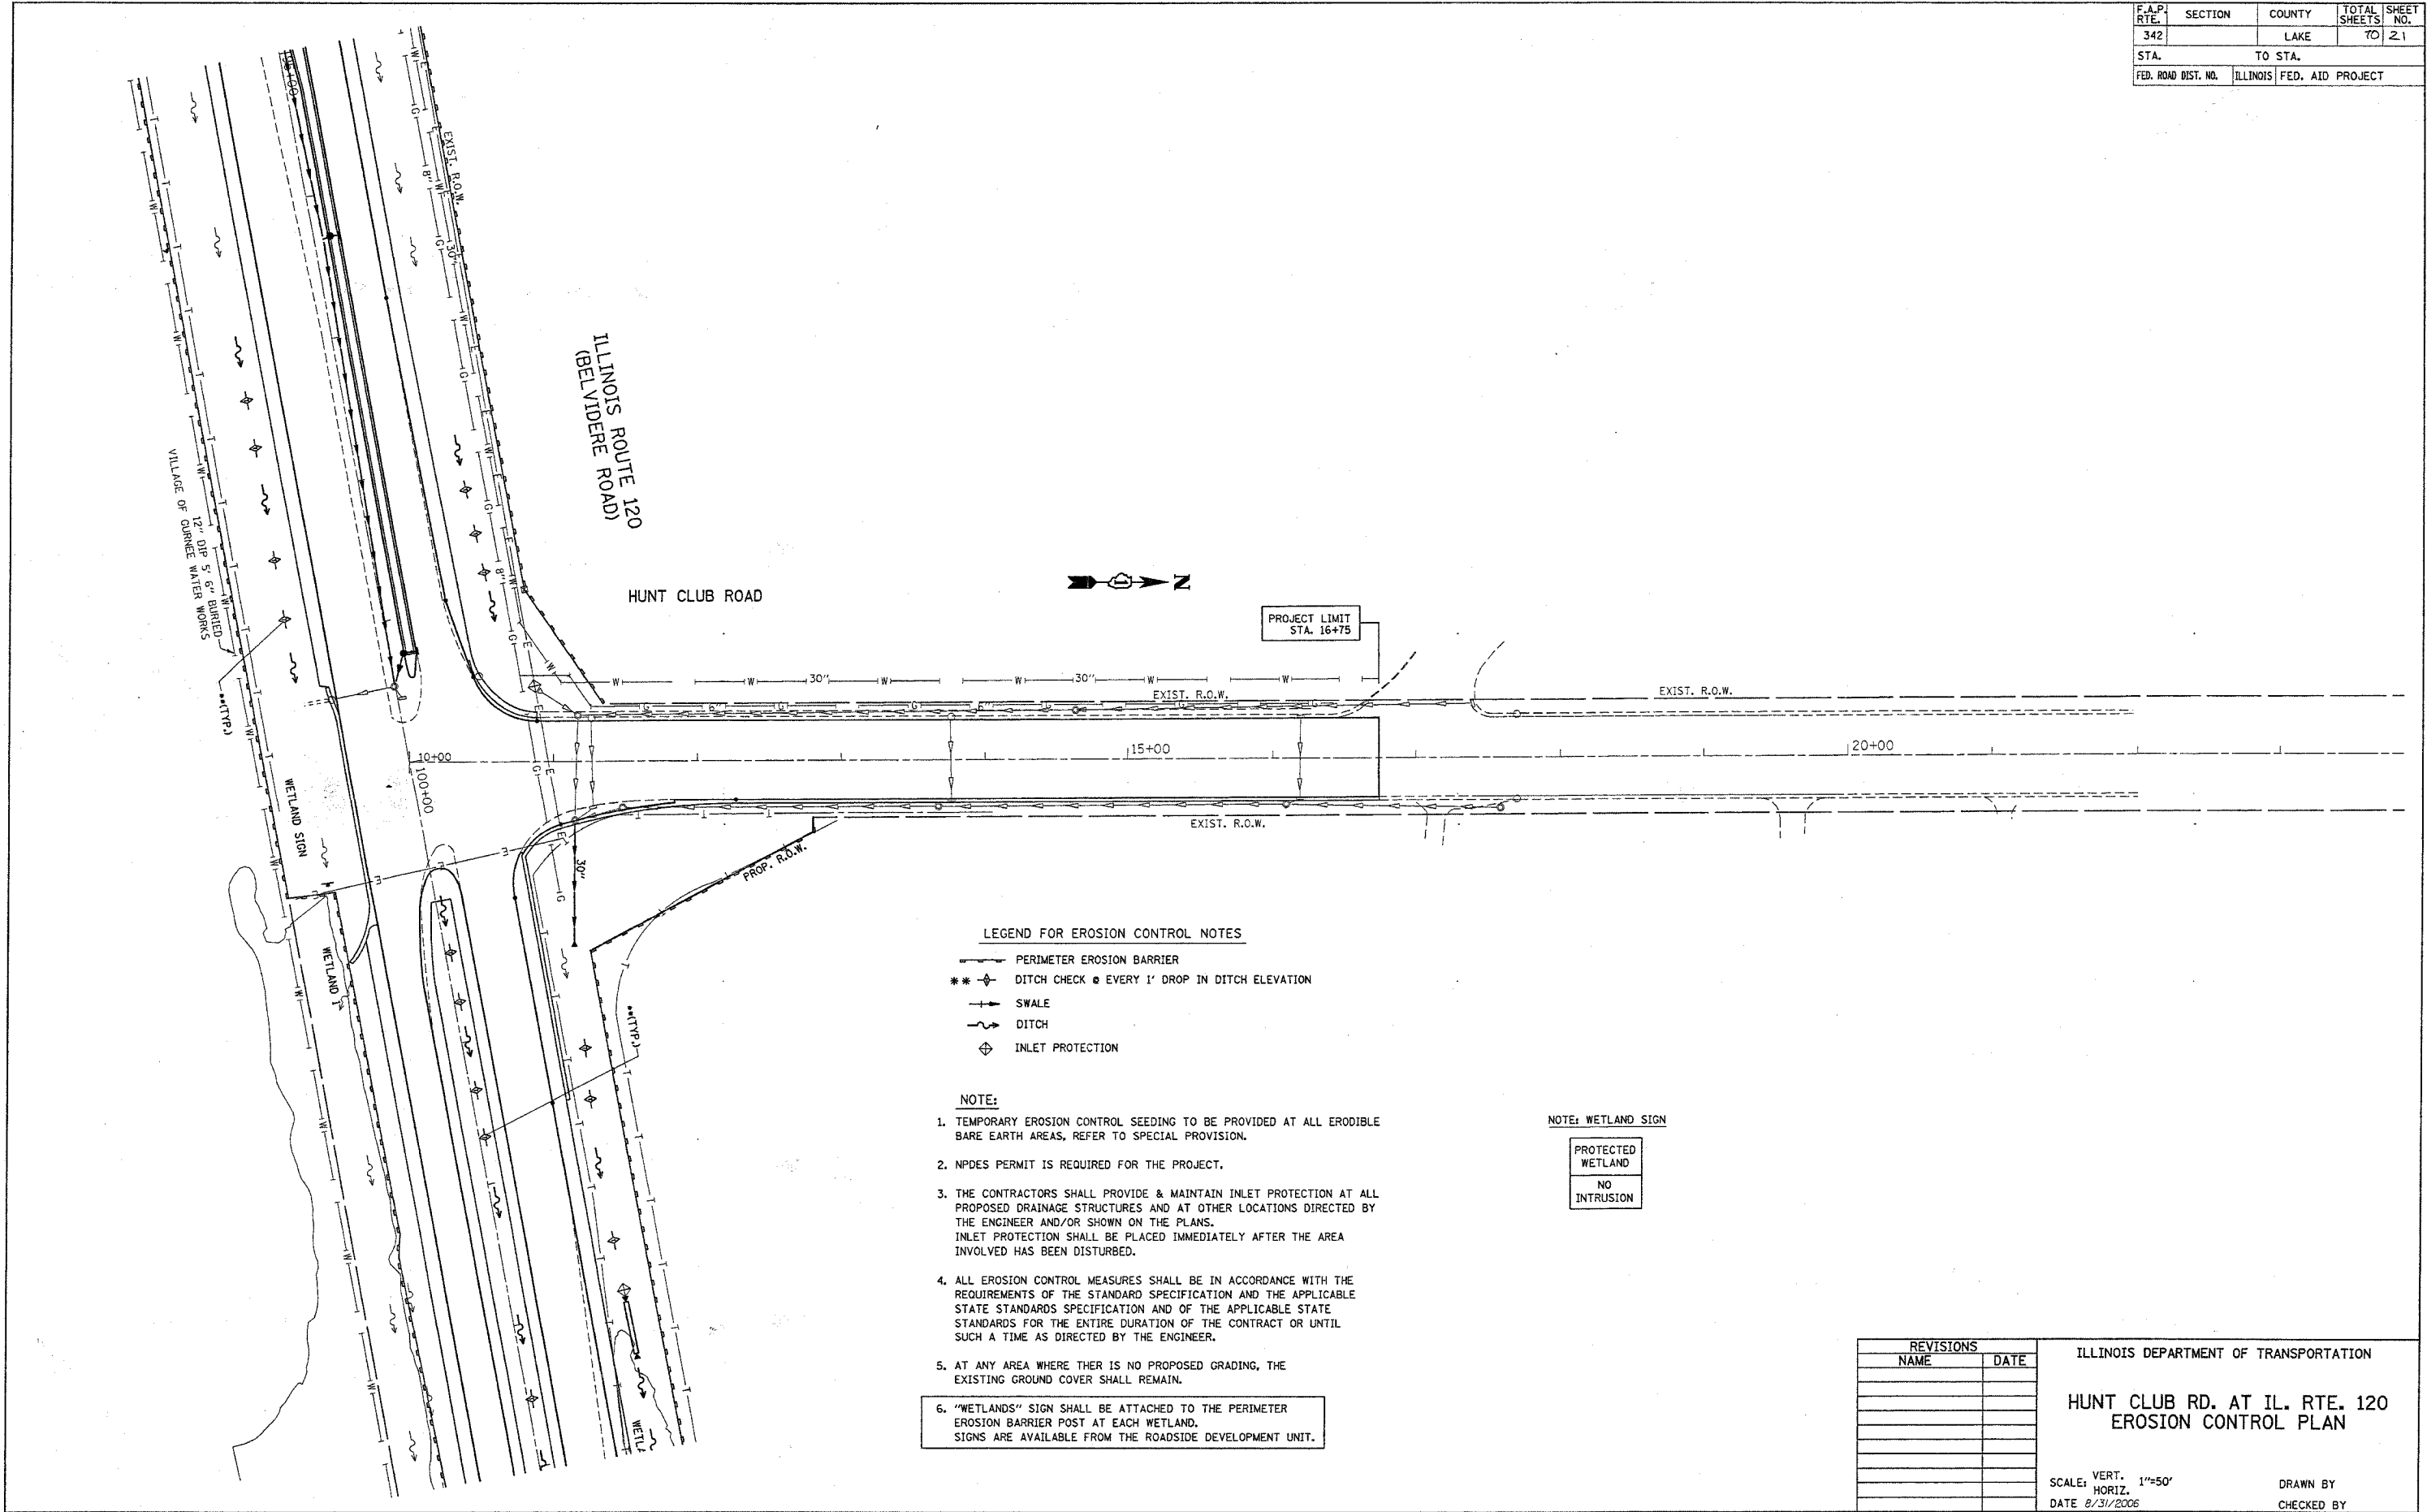 F.A.P. RTE. SECTION COUNTY TOTAL SHEETS SHEET NO.
342 LAKE 70 21
STA. TO STA.
FED. ROAD DIST. NO. ILLINOIS FED. AID PROJECT
96+00
EXIST. R.O.W.
8"
30"
ILLINOIS ROUTE 120
(BELVIDERE ROAD)
12" DIP 5' 6" BURIED
VILLAGE OF GURNEE WATER WORKS
**(TYP.)
8"
HUNT CLUB ROAD
N
PROJECT LIMIT
STA. 16+75
30"
30"
EXIST. R.O.W.
EXIST. R.O.W.
6"
6"
10+00
100+00
15+00
20+00
WETLAND SIGN
EXIST. R.O.W.
PROP. R.O.W.
30"
WETLAND 1
**(TYP.)
WETLA
LEGEND FOR EROSION CONTROL NOTES
PERIMETER EROSION BARRIER
** DITCH CHECK @ EVERY 1' DROP IN DITCH ELEVATION
SWALE
DITCH
INLET PROTECTION
NOTE:
1. TEMPORARY EROSION CONTROL SEEDING TO BE PROVIDED AT ALL ERODIBLE
BARE EARTH AREAS, REFER TO SPECIAL PROVISION.
2. NPDES PERMIT IS REQUIRED FOR THE PROJECT.
3. THE CONTRACTORS SHALL PROVIDE & MAINTAIN INLET PROTECTION AT ALL
PROPOSED DRAINAGE STRUCTURES AND AT OTHER LOCATIONS DIRECTED BY
THE ENGINEER AND/OR SHOWN ON THE PLANS.
INLET PROTECTION SHALL BE PLACED IMMEDIATELY AFTER THE AREA
INVOLVED HAS BEEN DISTURBED.
4. ALL EROSION CONTROL MEASURES SHALL BE IN ACCORDANCE WITH THE
REQUIREMENTS OF THE STANDARD SPECIFICATION AND THE APPLICABLE
STATE STANDARDS SPECIFICATION AND OF THE APPLICABLE STATE
STANDARDS FOR THE ENTIRE DURATION OF THE CONTRACT OR UNTIL
SUCH A TIME AS DIRECTED BY THE ENGINEER.
5. AT ANY AREA WHERE THER IS NO PROPOSED GRADING, THE
EXISTING GROUND COVER SHALL REMAIN.
6. "WETLANDS" SIGN SHALL BE ATTACHED TO THE PERIMETER
EROSION BARRIER POST AT EACH WETLAND.
SIGNS ARE AVAILABLE FROM THE ROADSIDE DEVELOPMENT UNIT.
NOTE: WETLAND SIGN
PROTECTED
WETLAND
NO
INTRUSION
REVISIONS
NAME DATE
ILLINOIS DEPARTMENT OF TRANSPORTATION
HUNT CLUB RD. AT IL. RTE. 120
EROSION CONTROL PLAN
SCALE: VERT. HORIZ. 1"=50'
DRAWN BY
DATE 8/31/2006
CHECKED BY